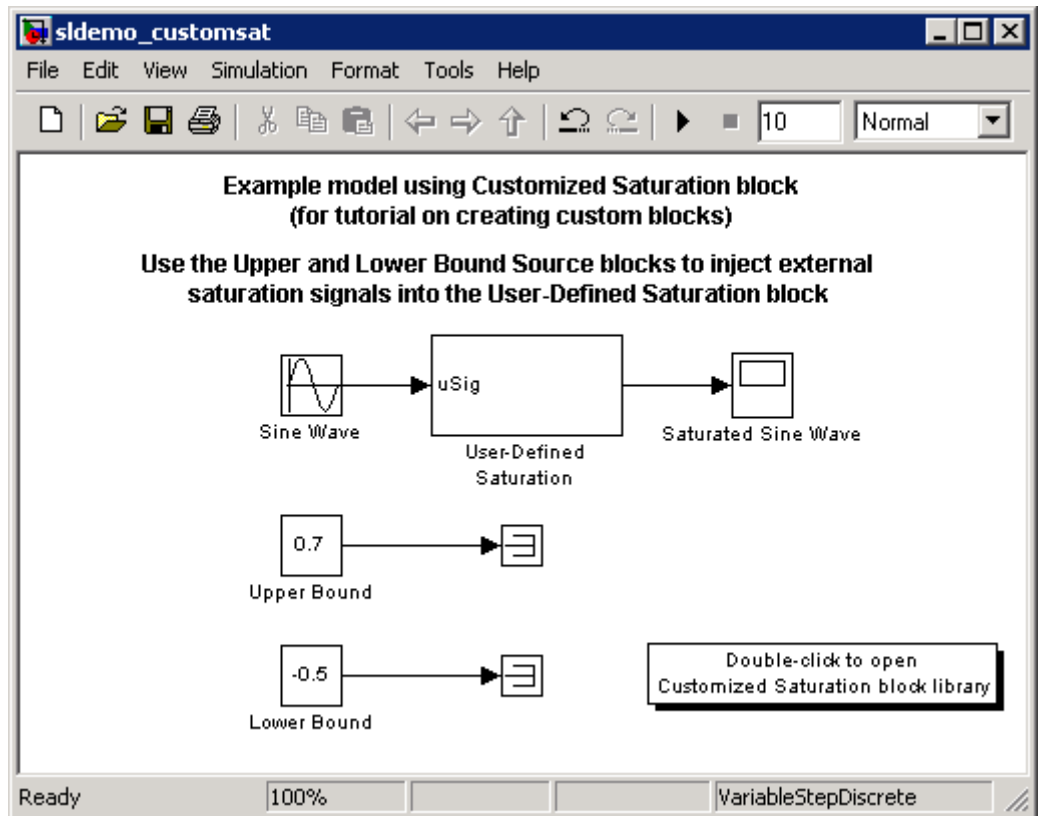 sldemo_customsat
File Edit View Simulation Format Tools Help
10 Normal
Example model using Customized Saturation block
(for tutorial on creating custom blocks)
Use the Upper and Lower Bound Source blocks to inject external
saturation signals into the User-Defined Saturation block
uSig
Sine Wave
User-Defined
Saturation
Saturated Sine Wave
0.7
Upper Bound
-0.5
Lower Bound
Double-click to open
Customized Saturation block library
Ready 100% VariableStepDiscrete